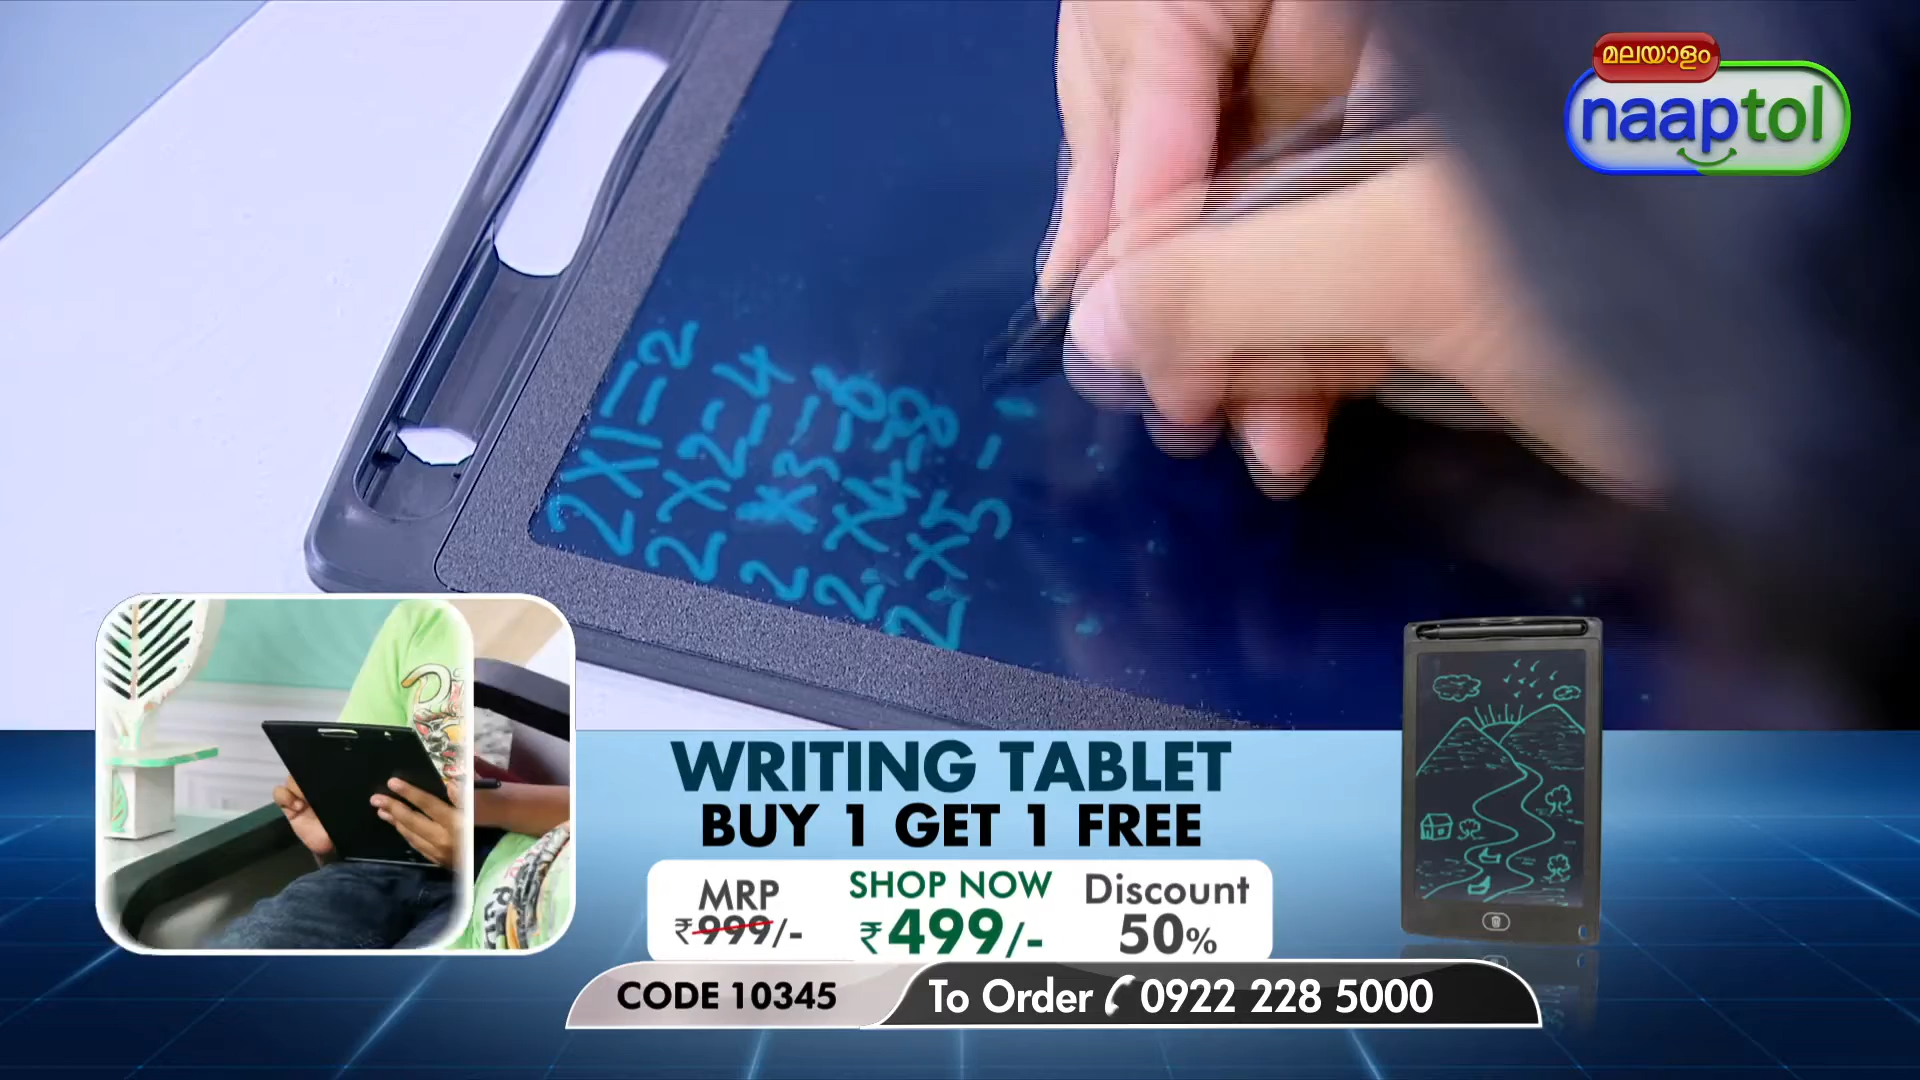 മലയാളം
naaptol
2X1=2
2X2=4
2X3=6
2X4=8
2X5=
WRITING TABLET
BUY 1 GET 1 FREE
MRP
₹999/-
SHOP NOW
₹499/-
Discount
50%
CODE 10345
To Order 0922 228 5000